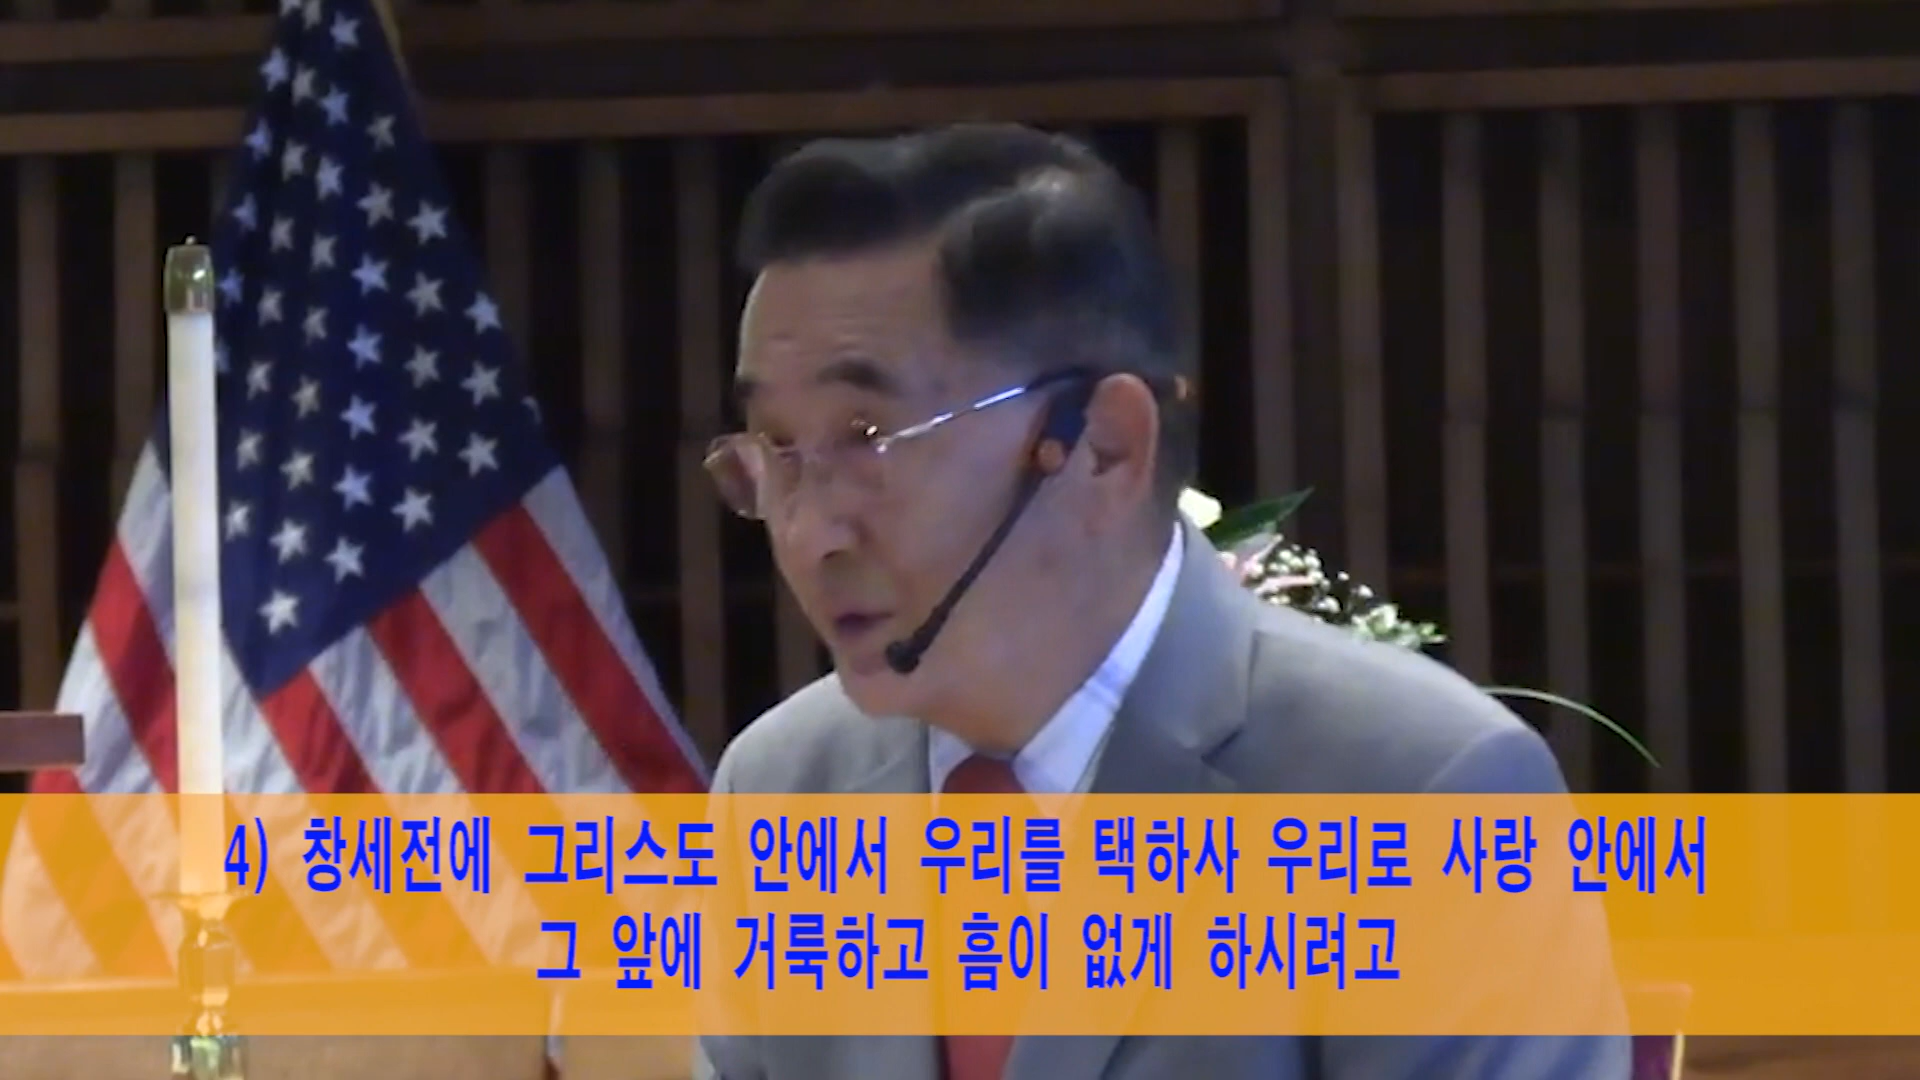 4) 창세전에 그리스도 안에서 우리를 택하사 우리로 사랑 안에서
그 앞에 거룩하고 흠이 없게 하시려고